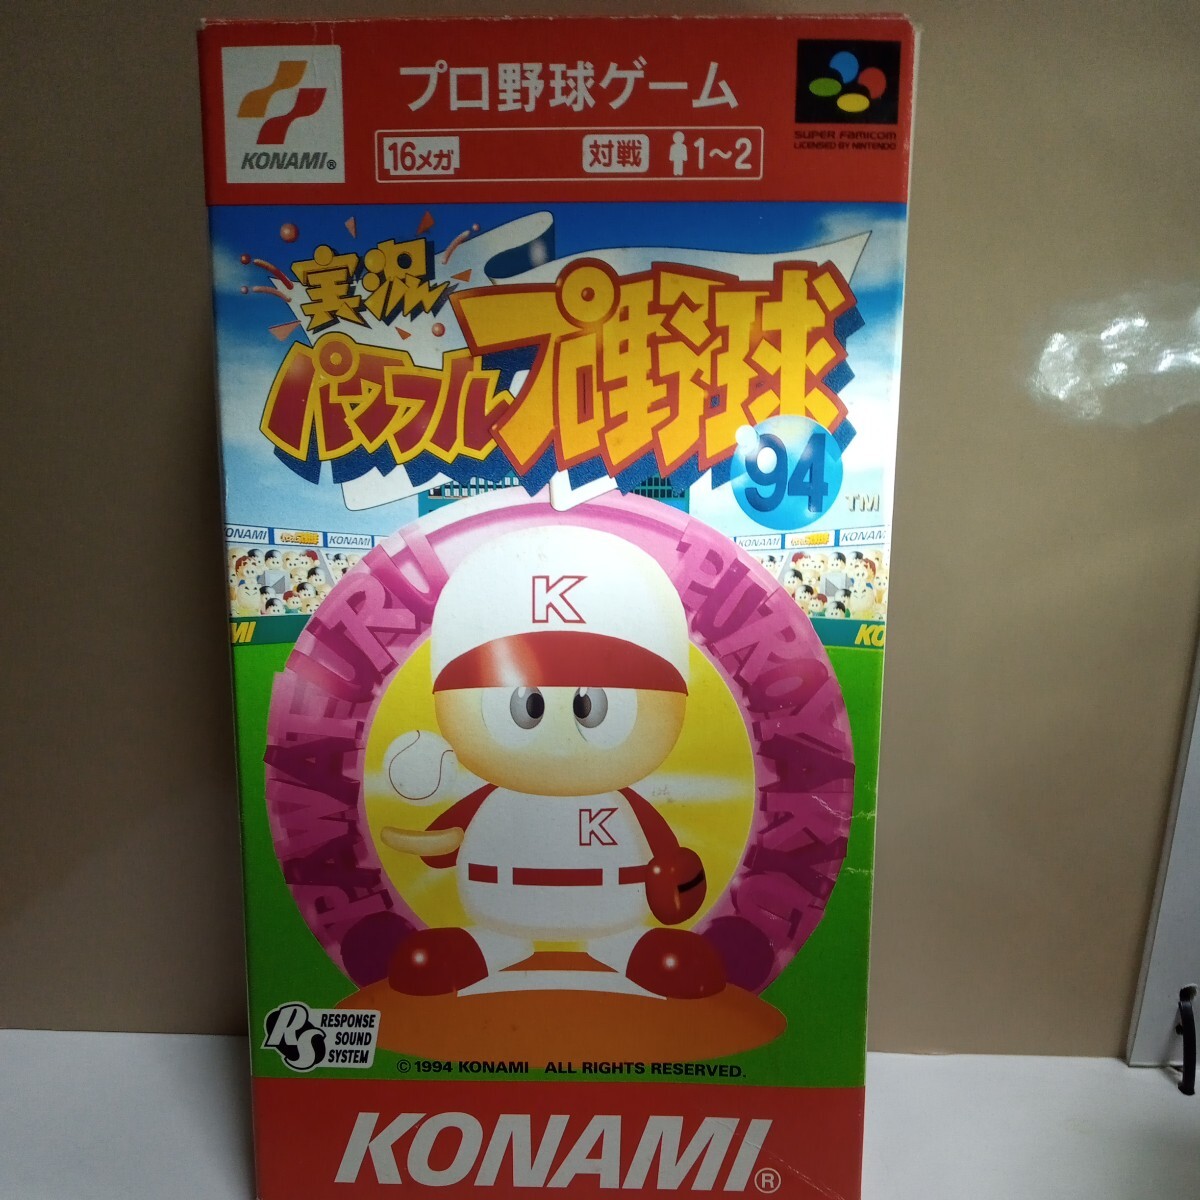 KONAMI®
プロ野球ゲーム
16メガ 対戦 1~2
SUPER FAMICOM
LICENSED BY NINTENDO
実況
パワフルプロ野球
'94
TM
KONAMI KONAMI
KONAMI KONAMI
PAWAFURU PUROYAKYU
K
K
RS RESPONSE
SOUND
SYSTEM
© 1994 KONAMI ALL RIGHTS RESERVED.
KONAMI®